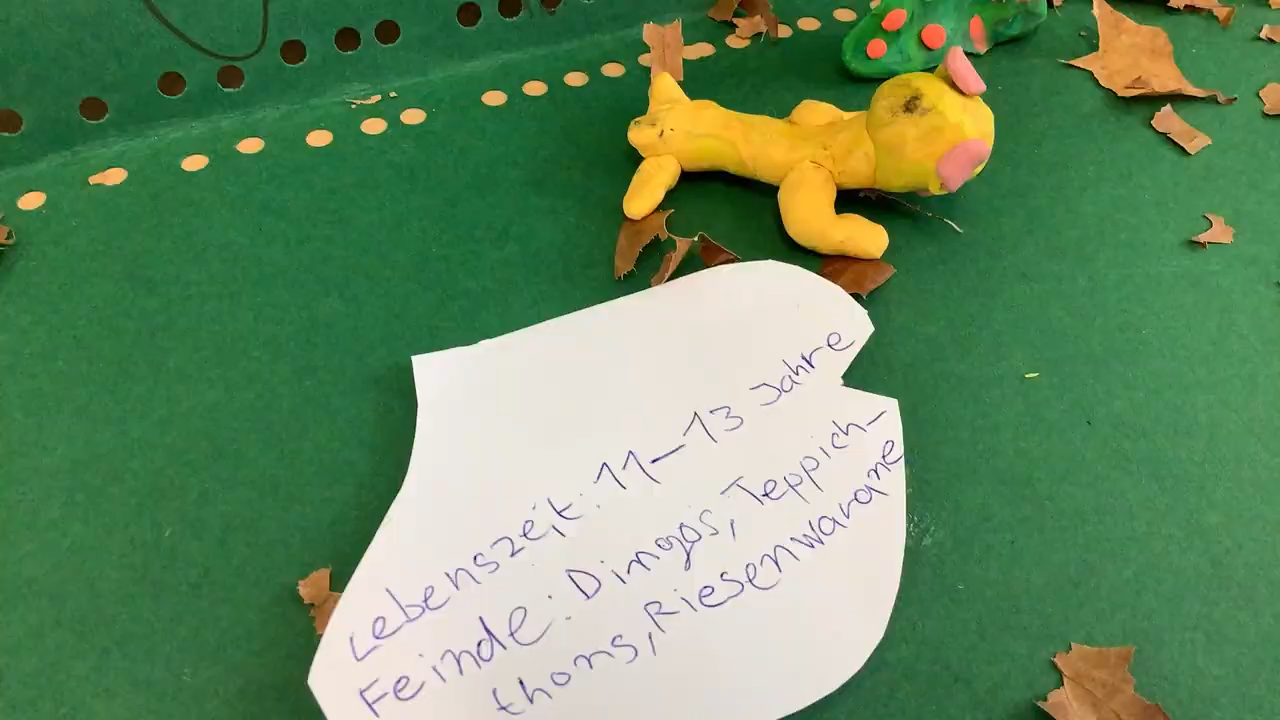 Lebenszeit: 11-13 Jahre
Feinde: Dingos, Teppich-
thons, Riesenwarane